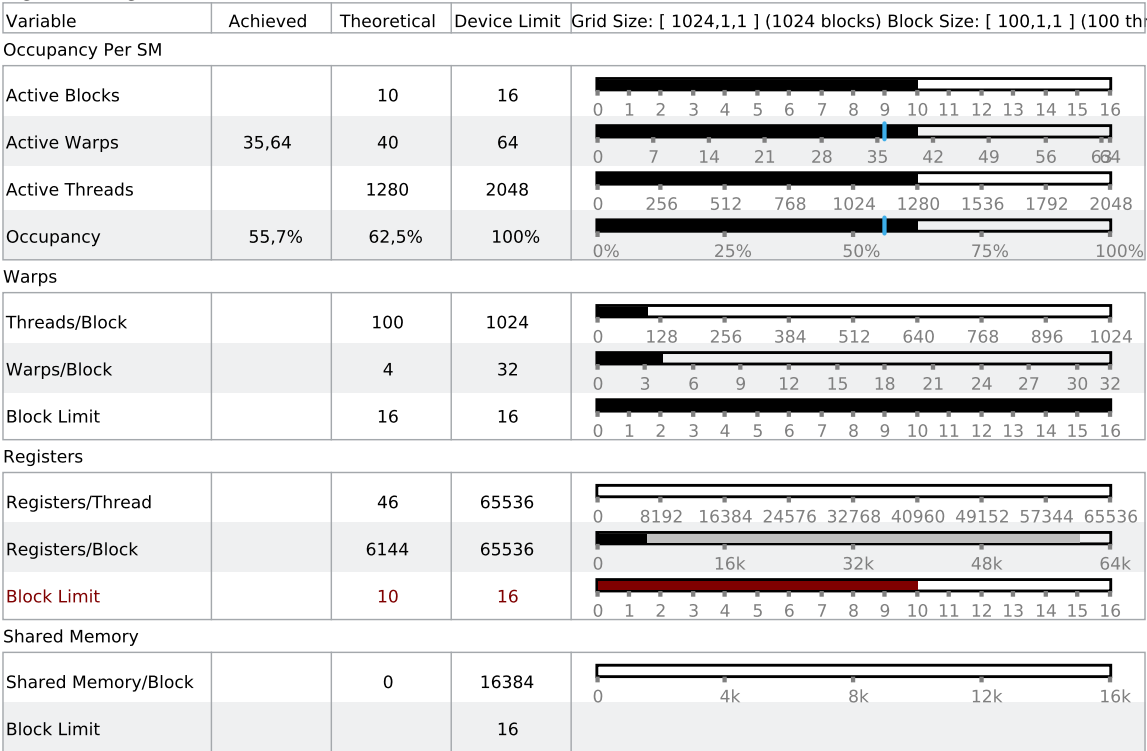 Variable Achieved Theoretical Device Limit Grid Size: [ 1024,1,1 ] (1024 blocks) Block Size: [ 100,1,1 ] (100
Occupancy Per SM
Active Blocks 10 16
0 1 2 3 4 5 6 7 8 9 10 11 12 13 14 15 16
Active Warps 35,64 40 64
0 7 14 21 28 35 42 49 56 63 64
Active Threads 1280 2048
0 256 512 768 1024 1280 1536 1792 2048
Occupancy 55,7% 62,5% 100%
0% 25% 50% 75% 100%
Warps
Threads/Block 100 1024
0 128 256 384 512 640 768 896 1024
Warps/Block 4 32
0 3 6 9 12 15 18 21 24 27 30 32
Block Limit 16 16
0 1 2 3 4 5 6 7 8 9 10 11 12 13 14 15 16
Registers
Registers/Thread 46 65536
0 8192 16384 24576 32768 40960 49152 57344 65536
Registers/Block 6144 65536
0 16k 32k 48k 64k
Block Limit 10 16
0 1 2 3 4 5 6 7 8 9 10 11 12 13 14 15 16
Shared Memory
Shared Memory/Block 0 16384
0 4k 8k 12k 16k
Block Limit 16